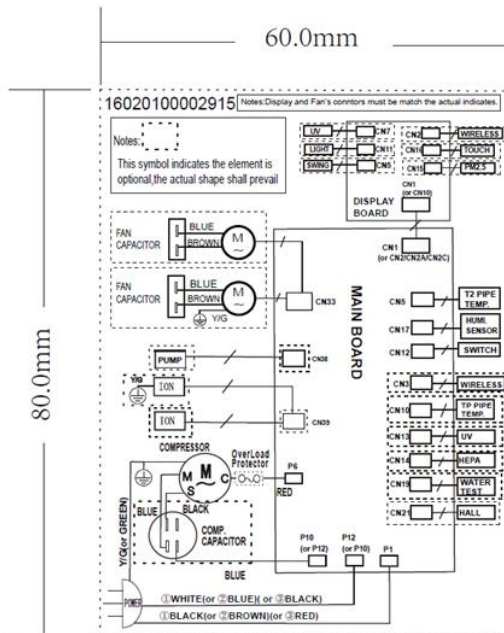 60.0mm
80.0mm
16020100002915
Notes:Display and Fan's conntors must be match the actual indicates.
Notes:
This symbol indicates the element is
optional,the actual shape shall prevail
UV
CN7
LIGHT
CN11
SWING
CN2
WIRELESS
TOUCH
CN15
PM2.5
CN1
(or CN10)
DISPLAY
BOARD
CN1
(or CN2/CN2A/CN2C)
FAN
CAPACITOR
BLUE
BROWN
M
~
FAN
CAPACITOR
BLUE
BROWN
M
~
Y/G
CN33
MAIN BOARD
CN5
T2 PIPE
TEMP.
CN17
HUMI.
SENSOR
CN12
SWITCH
PUMP
CN38
Y/G
ION
ION
CN39
CN3
WIRELESS
CN10
TP PIPE
TEMP.
CN13
UV
CN14
HEPA
CN19
WATER
TEST
CN21
HALL
COMPRESSOR
OverLoad
Protector
M
M
~
C
S
P6
RED
Y/G(or GREEN)
BLUE
BLACK
COMP.
CAPACITOR
BLUE
P10
(or P12)
P12
(or P10)
P1
POWER
①WHITE(or ②BLUE)( or ③BLACK)
①BLACK(or ②BROWN)(or ③RED)